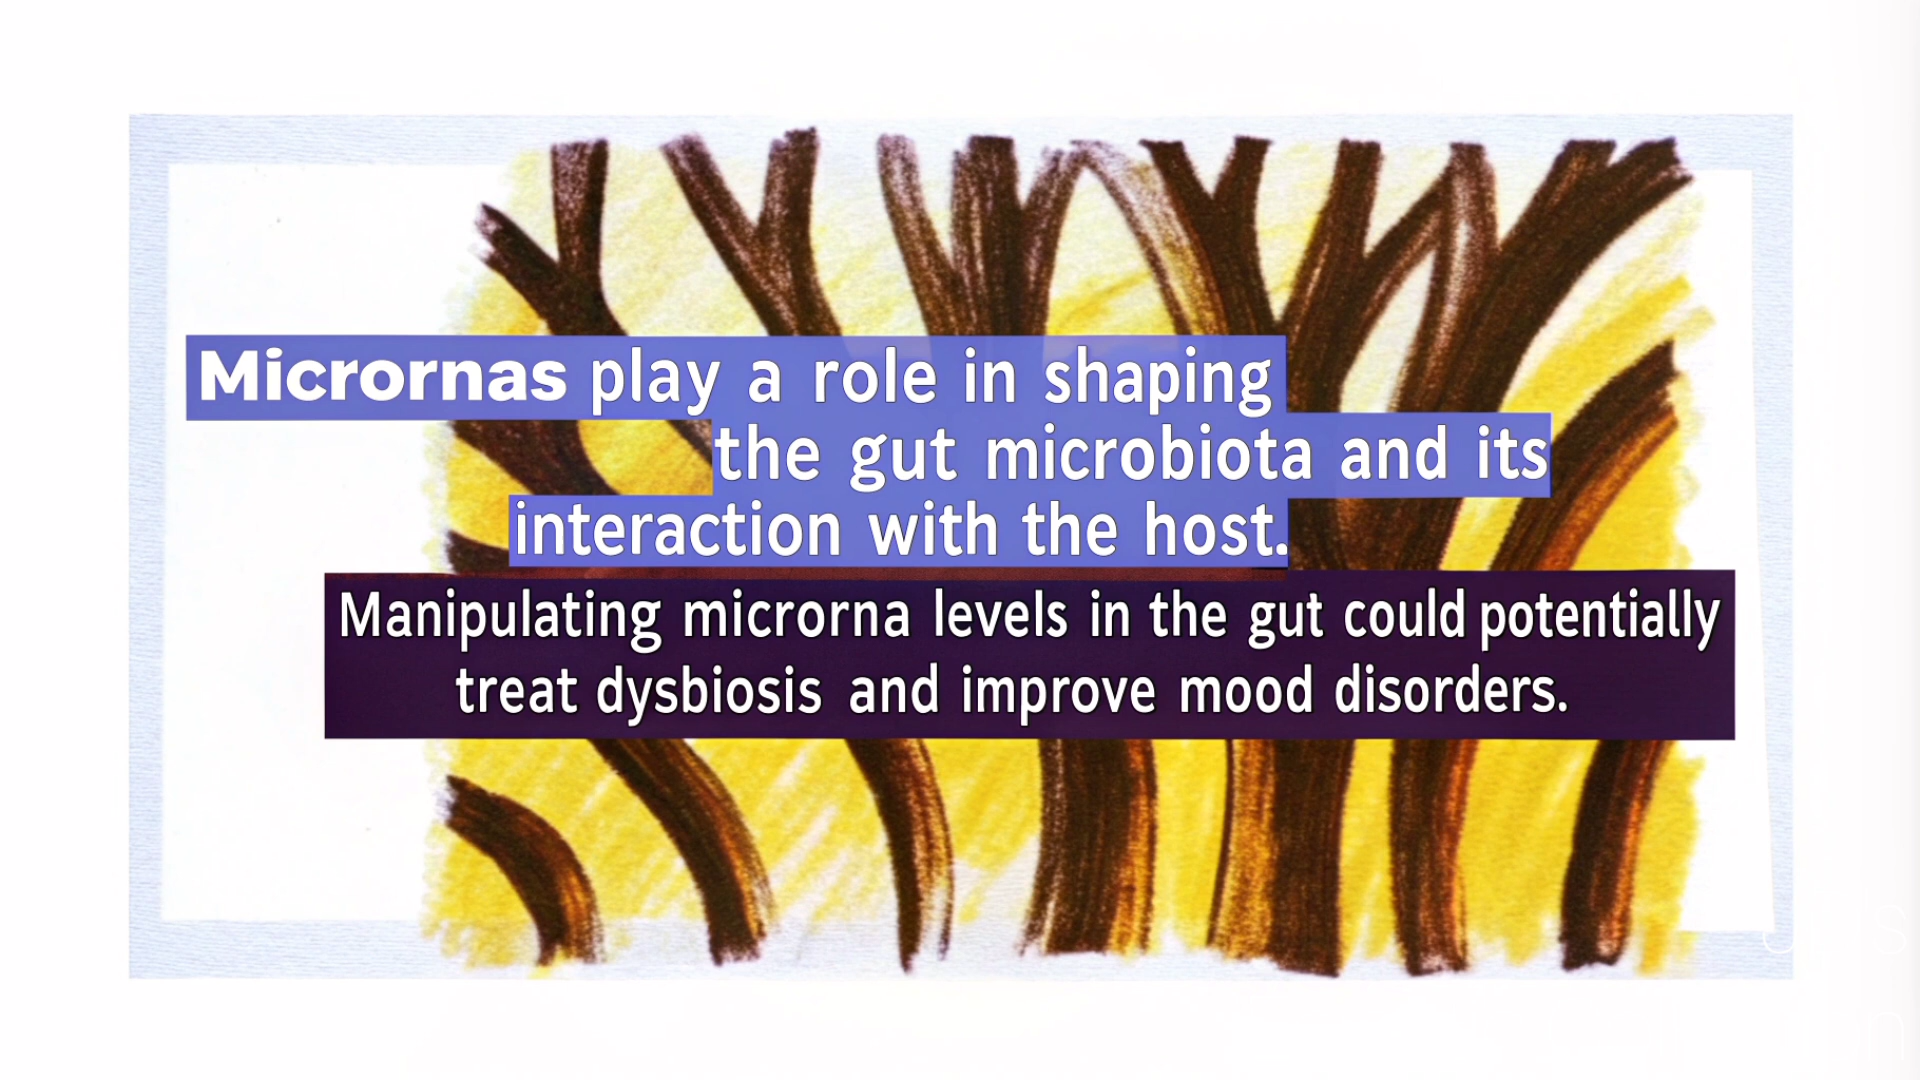 Micrornas play a role in shaping
the gut microbiota and its
interaction with the host.
Manipulating microrna levels in the gut could potentially
treat dysbiosis and improve mood disorders.